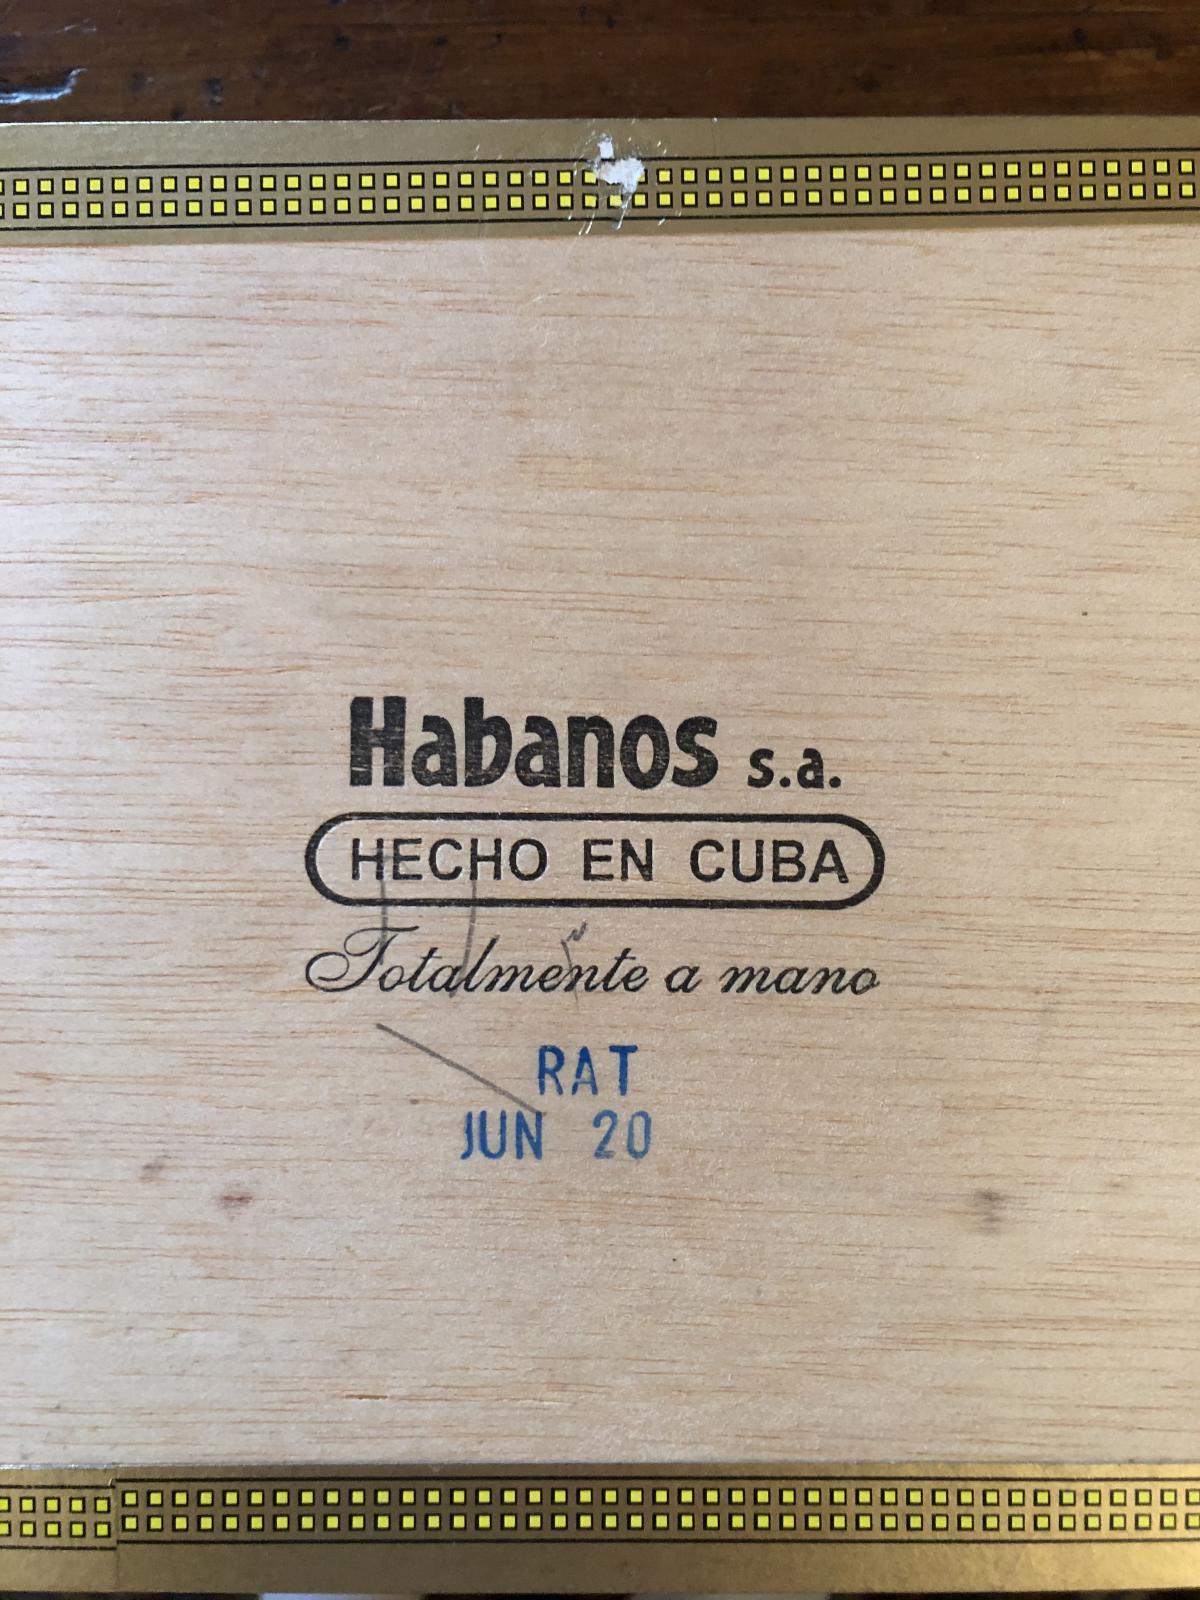 Habanos s.a.
HECHO EN CUBA
Totalmente a mano
RAT
JUN 20